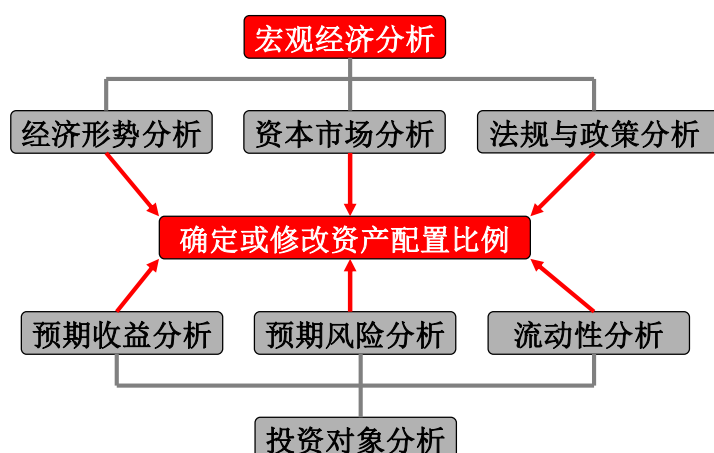 宏观经济分析
经济形势分析
资本市场分析
法规与政策分析
确定或修改资产配置比例
预期收益分析
预期风险分析
流动性分析
投资对象分析